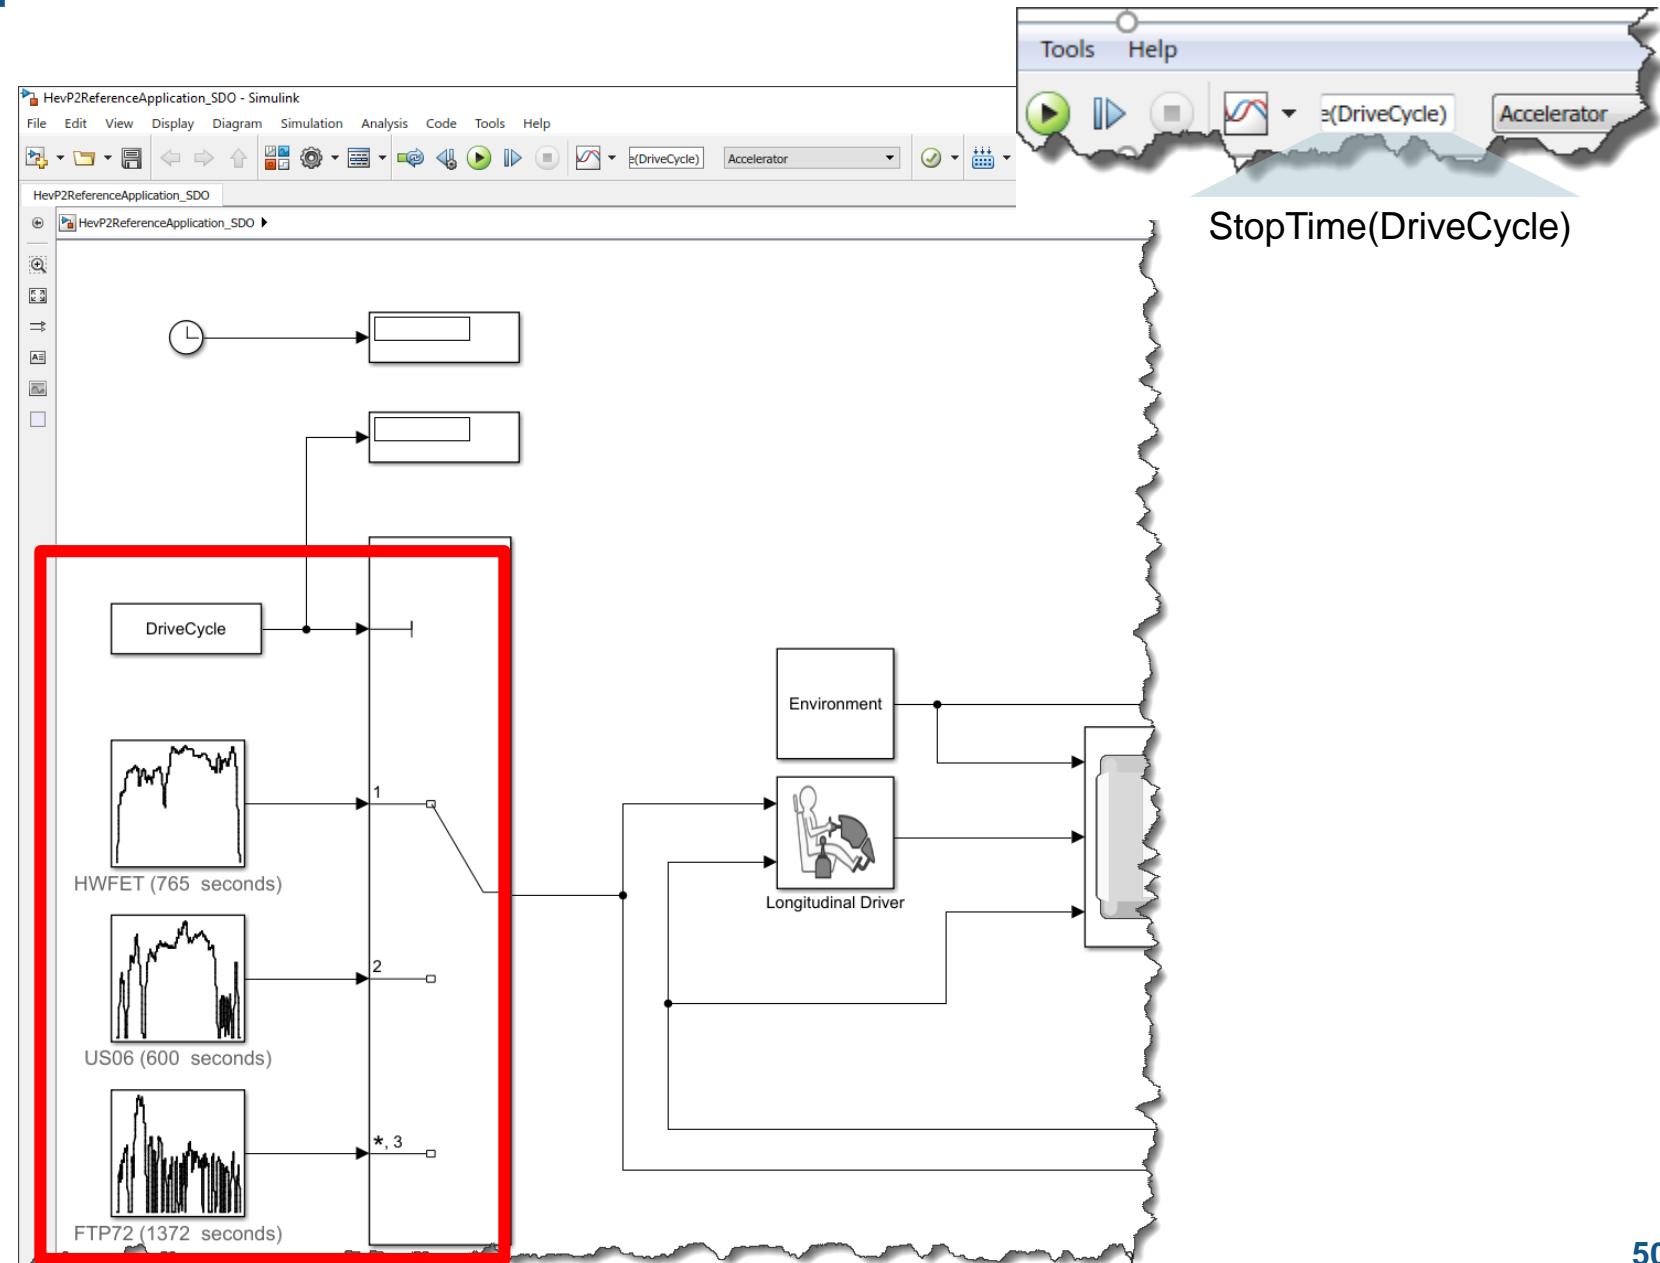 Tools Help
e(DriveCycle) Accelerator
StopTime(DriveCycle)
HevP2ReferenceApplication_SDO - Simulink
File Edit View Display Diagram Simulation Analysis Code Tools Help
e(DriveCycle) Accelerator
HevP2ReferenceApplication_SDO
HevP2ReferenceApplication_SDO
DriveCycle
1
HWFET (765 seconds)
2
US06 (600 seconds)
*, 3
FTP72 (1372 seconds)
Environment
Longitudinal Driver
50